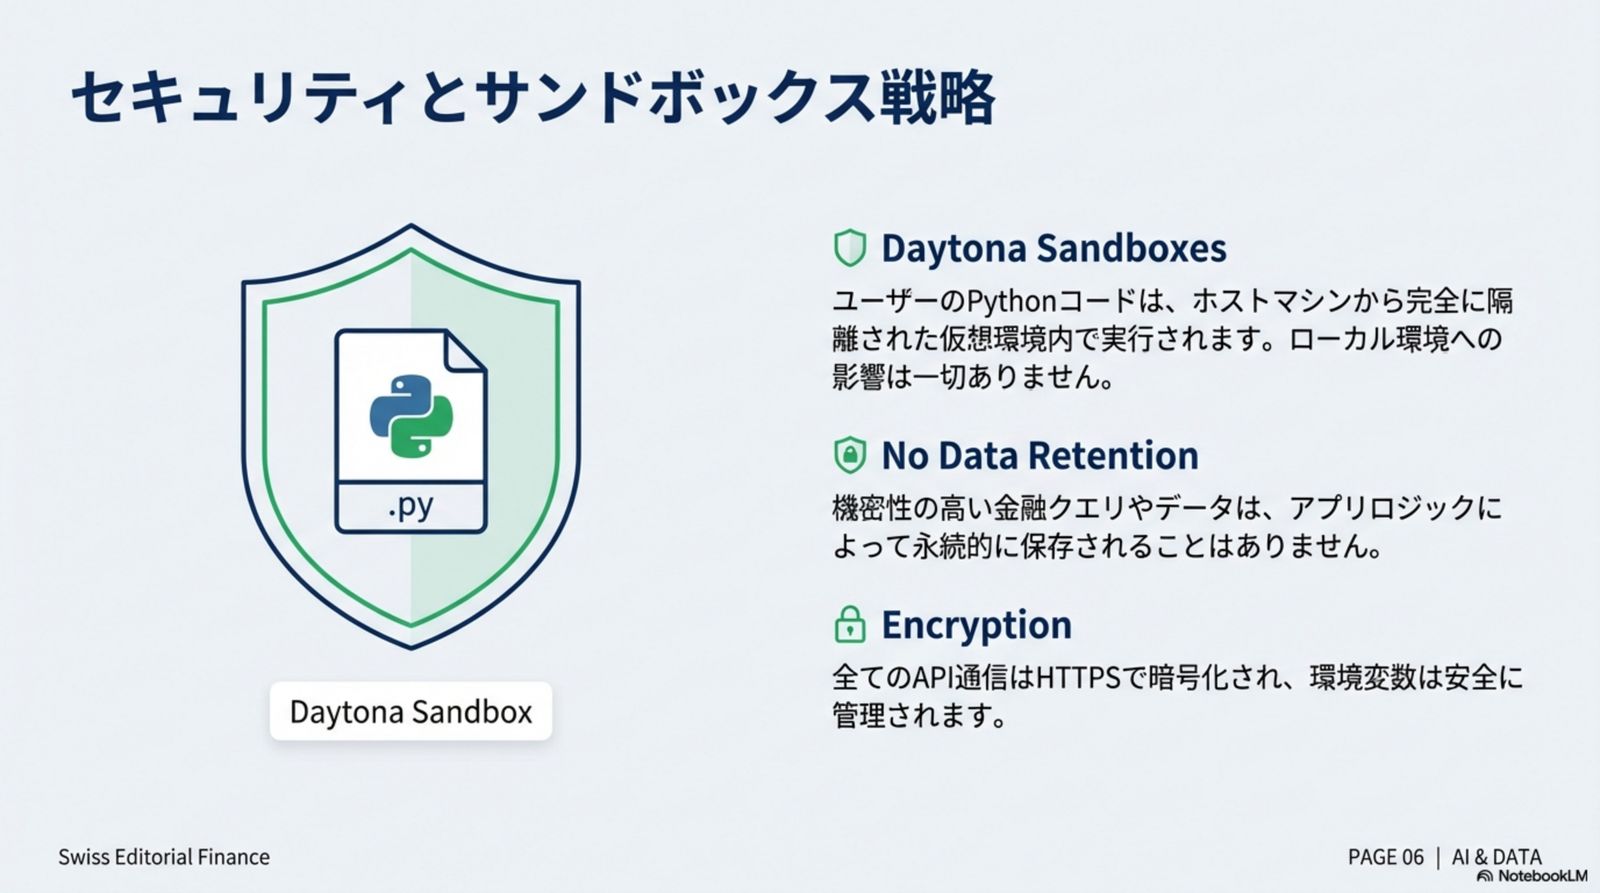 セキュリティとサンドボックス戦略
.py
Daytona Sandbox
Daytona Sandboxes
ユーザーのPythonコードは、ホストマシンから完全に隔
離された仮想環境内で実行されます。ローカル環境への
影響は一切ありません。
No Data Retention
機密性の高い金融クエリやデータは、アプリロジックに
よって永続的に保存されることはありません。
Encryption
全てのAPI通信はHTTPSで暗号化され、環境変数は安全に
管理されます。
Swiss Editorial Finance
PAGE 06 | AI & DATA
NotebookLM